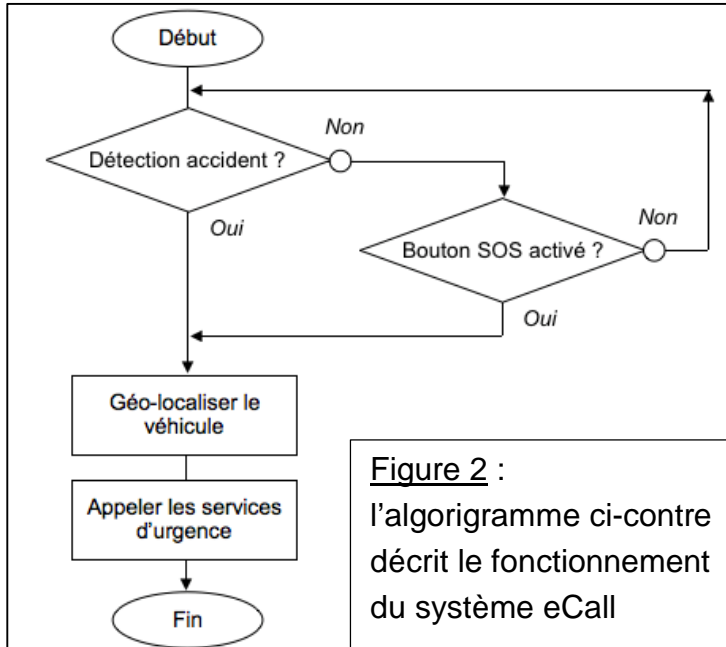 Début
Non
Détection accident ?
Oui
Non
Bouton SOS activé ?
Oui
Géo-localiser le
véhicule
Appeler les services
d'urgence
Fin
Figure 2 :
l'algorigramme ci-contre
décrit le fonctionnement
du système eCall